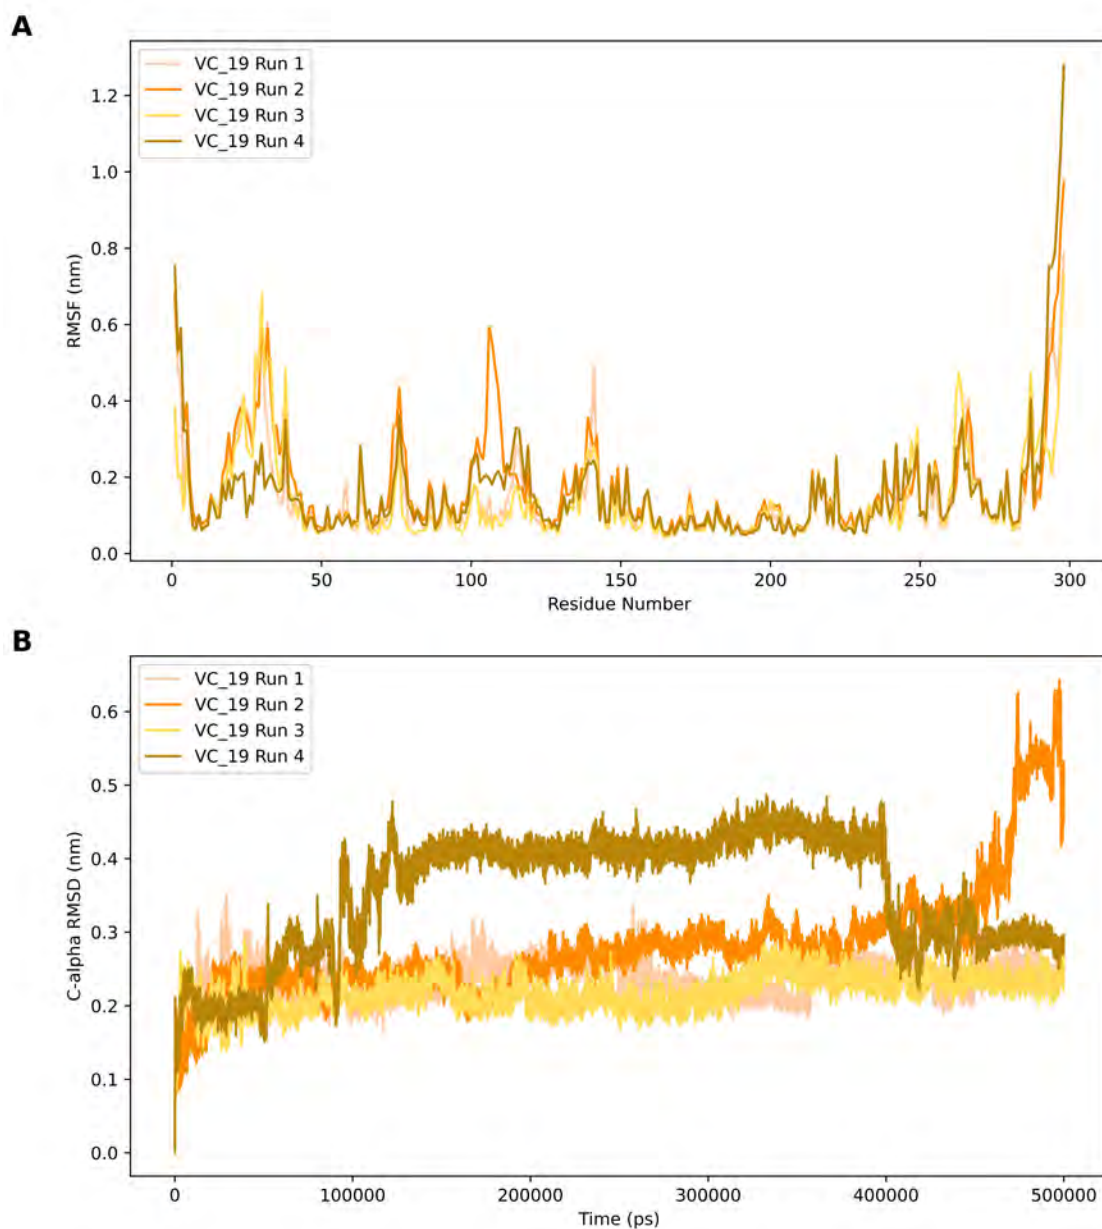 A
VC_19 Run 1
VC_19 Run 2
VC_19 Run 3
VC_19 Run 4
RMSF (nm)
1.2
1.0
0.8
0.6
0.4
0.2
0.0
0 50 100 150 200 250 300
Residue Number
B
VC_19 Run 1
VC_19 Run 2
VC_19 Run 3
VC_19 Run 4
C-alpha RMSD (nm)
0.6
0.5
0.4
0.3
0.2
0.1
0.0
0 100000 200000 300000 400000 500000
Time (ps)